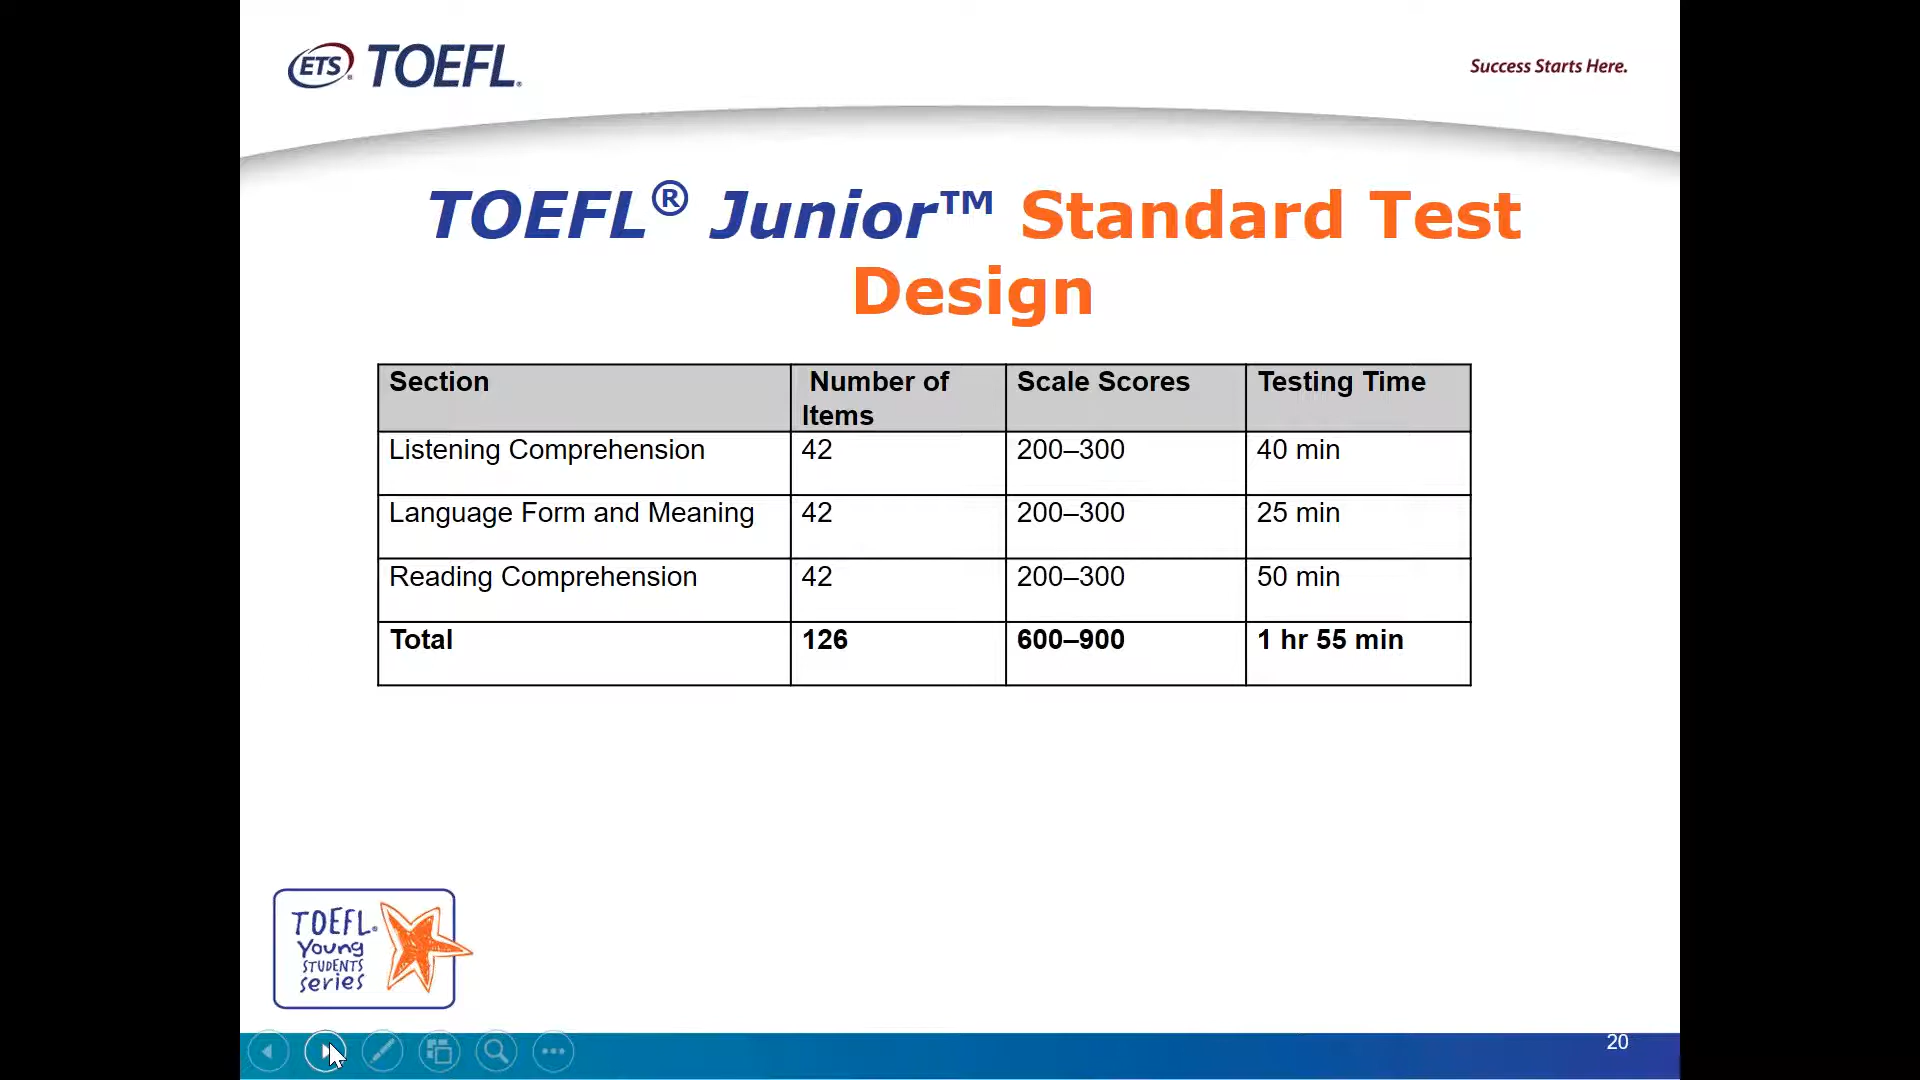 ETS® TOEFL®
Success Starts Here.
TOEFL® Junior™ Standard Test
Design
Section Number of Items Scale Scores Testing Time
Listening Comprehension 42 200–300 40 min
Language Form and Meaning 42 200–300 25 min
Reading Comprehension 42 200–300 50 min
Total 126 600–900 1 hr 55 min
TOEFL®
Young
STUDENTS
series
20